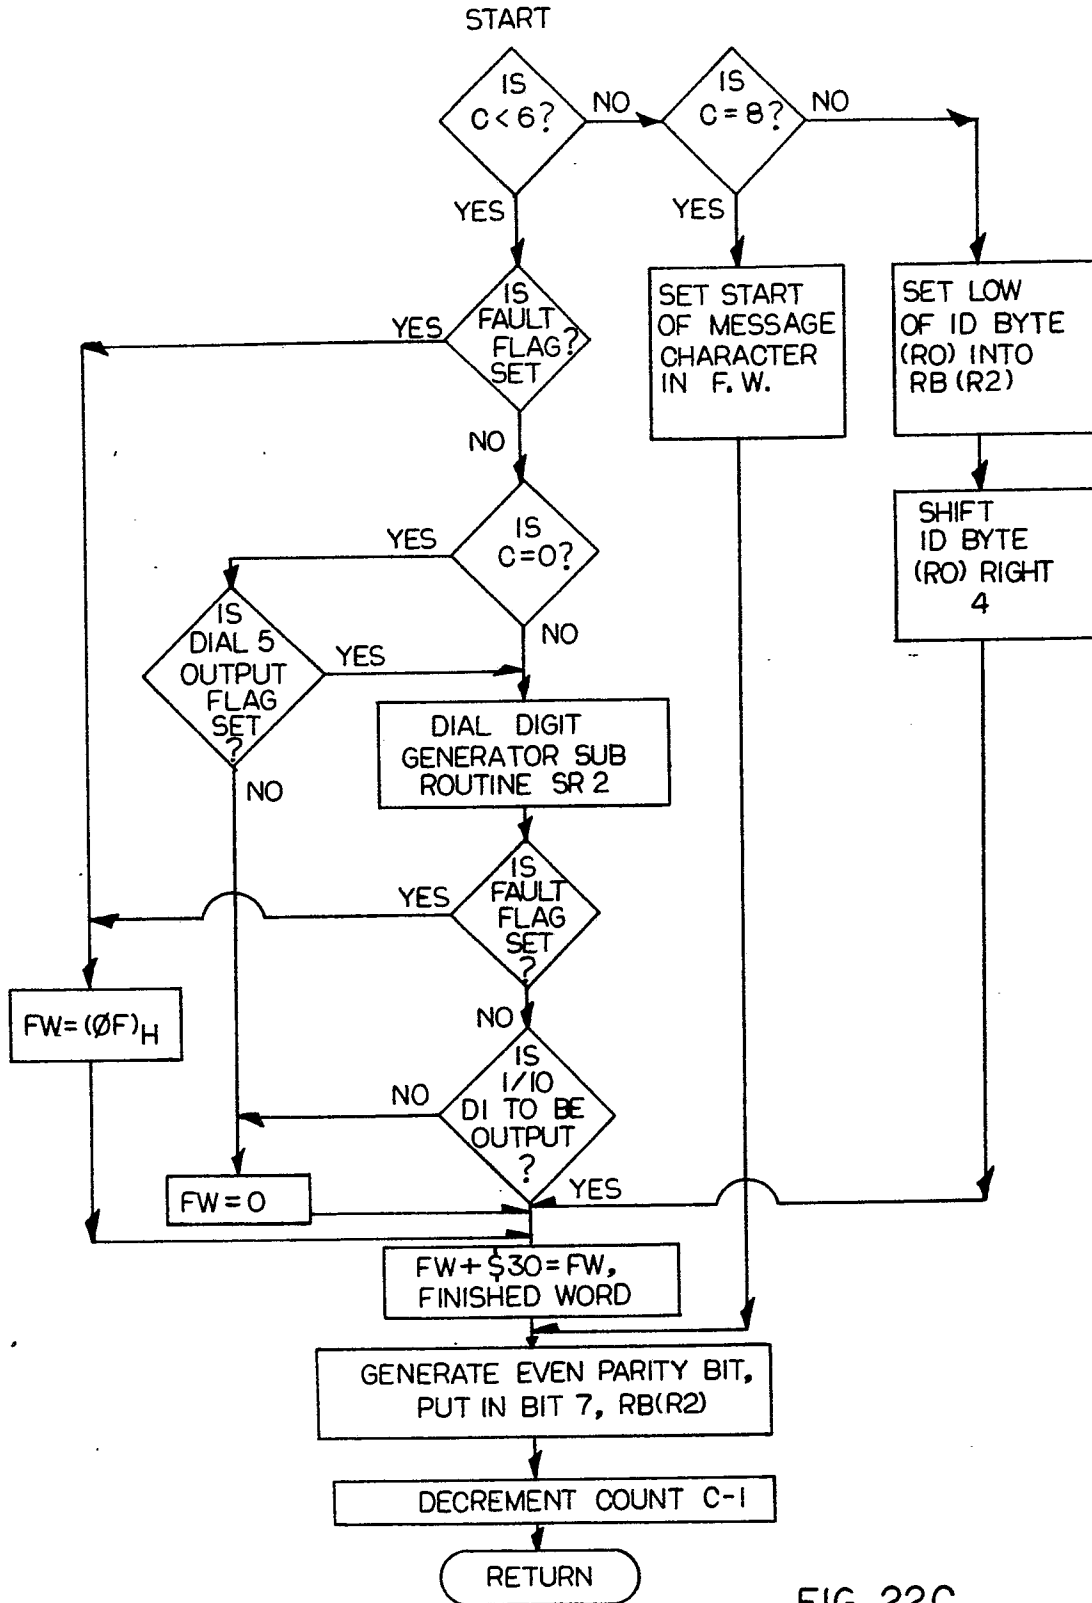 START
IS
C<6?
NO
IS
C=8?
NO
YES
YES
IS
FAULT
FLAG?
SET
YES
NO
SET START
OF MESSAGE
CHARACTER
IN F.W.
SET LOW
OF ID BYTE
(RO) INTO
RB(R2)
SHIFT
ID BYTE
(RO) RIGHT
4
IS
C=0?
YES
NO
IS
DIAL 5
OUTPUT
FLAG
SET
?
YES
NO
DIAL DIGIT
GENERATOR SUB
ROUTINE SR2
IS
FAULT
FLAG
SET
?
YES
NO
FW=(ØF)H
IS
1/10
D1 TO BE
OUTPUT
?
NO
YES
FW=0
FW+$30=FW,
FINISHED WORD
GENERATE EVEN PARITY BIT,
PUT IN BIT 7, RB(R2)
DECREMENT COUNT C-1
RETURN
FIG. 22C